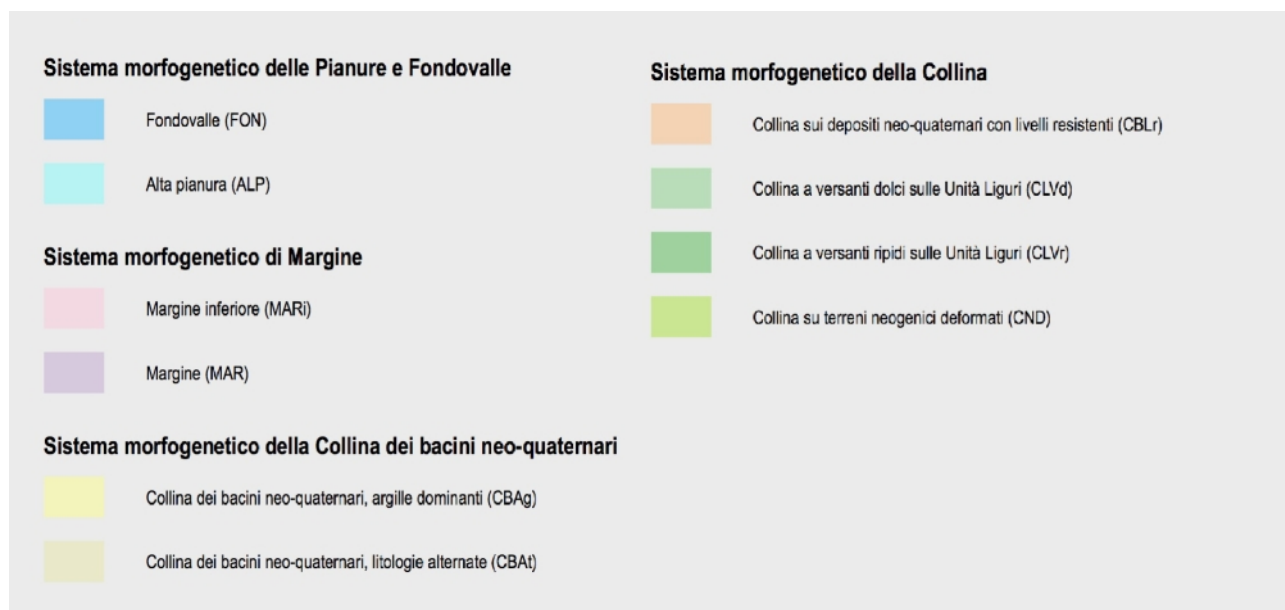 Sistema morfogenetico delle Pianure e Fondovalle
Fondovalle (FON)
Alta pianura (ALP)
Sistema morfogenetico di Margine
Margine inferiore (MARi)
Margine (MAR)
Sistema morfogenetico della Collina dei bacini neo-quaternari
Collina dei bacini neo-quaternari, argille dominanti (CBAg)
Collina dei bacini neo-quaternari, litologie alternate (CBAt)
Sistema morfogenetico della Collina
Collina sui depositi neo-quaternari con livelli resistenti (CBLr)
Collina a versanti dolci sulle Unità Liguri (CLVd)
Collina a versanti ripidi sulle Unità Liguri (CLVr)
Collina su terreni neogenici deformati (CND)